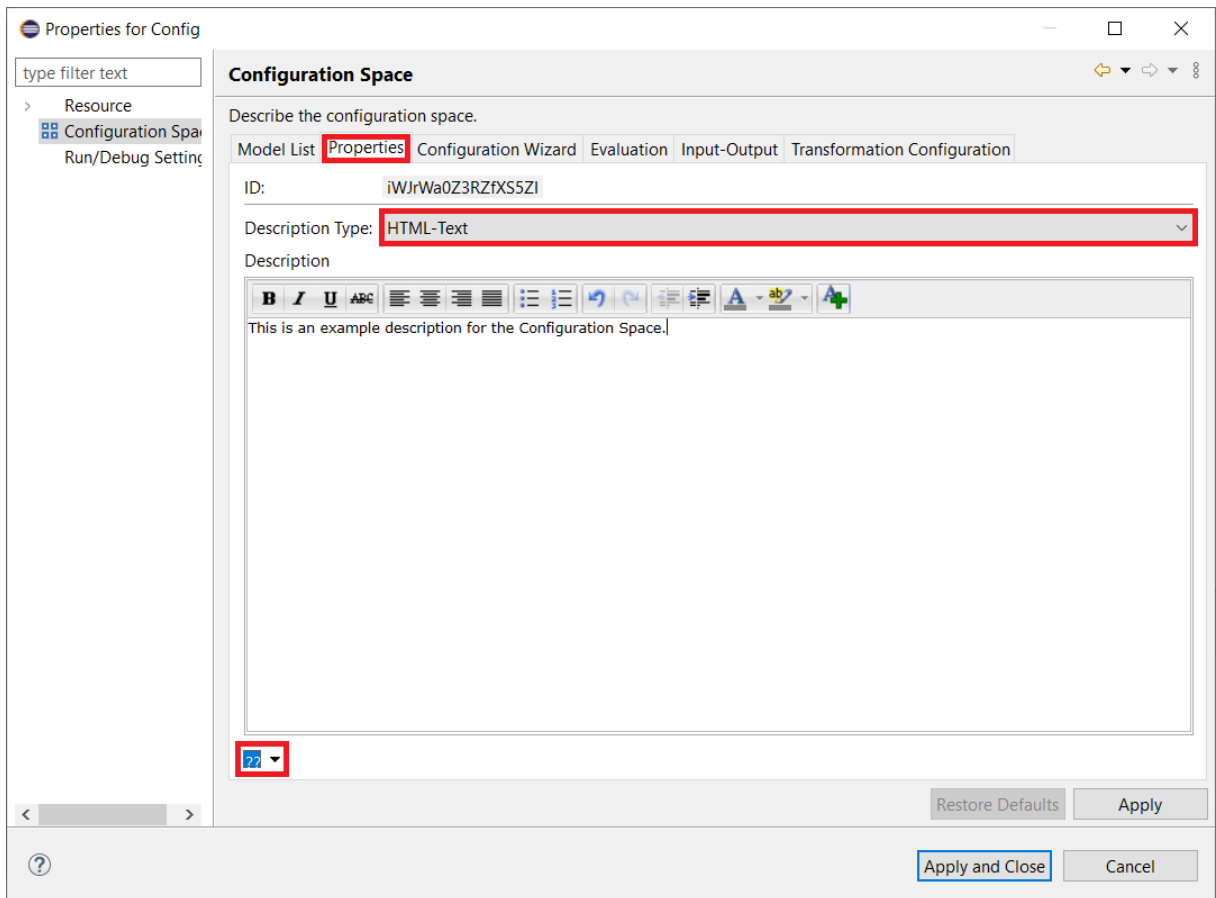 Properties for Config
type filter text
Resource
Configuration Spa
Run/Debug Setting
Configuration Space
Describe the configuration space.
Model List Properties Configuration Wizard Evaluation Input-Output Transformation Configuration
ID: iWJrWa0Z3RZfXS5ZI
Description Type: HTML-Text
Description
B I U ABC ab A
This is an example description for the Configuration Space.
??
Restore Defaults Apply
Apply and Close Cancel